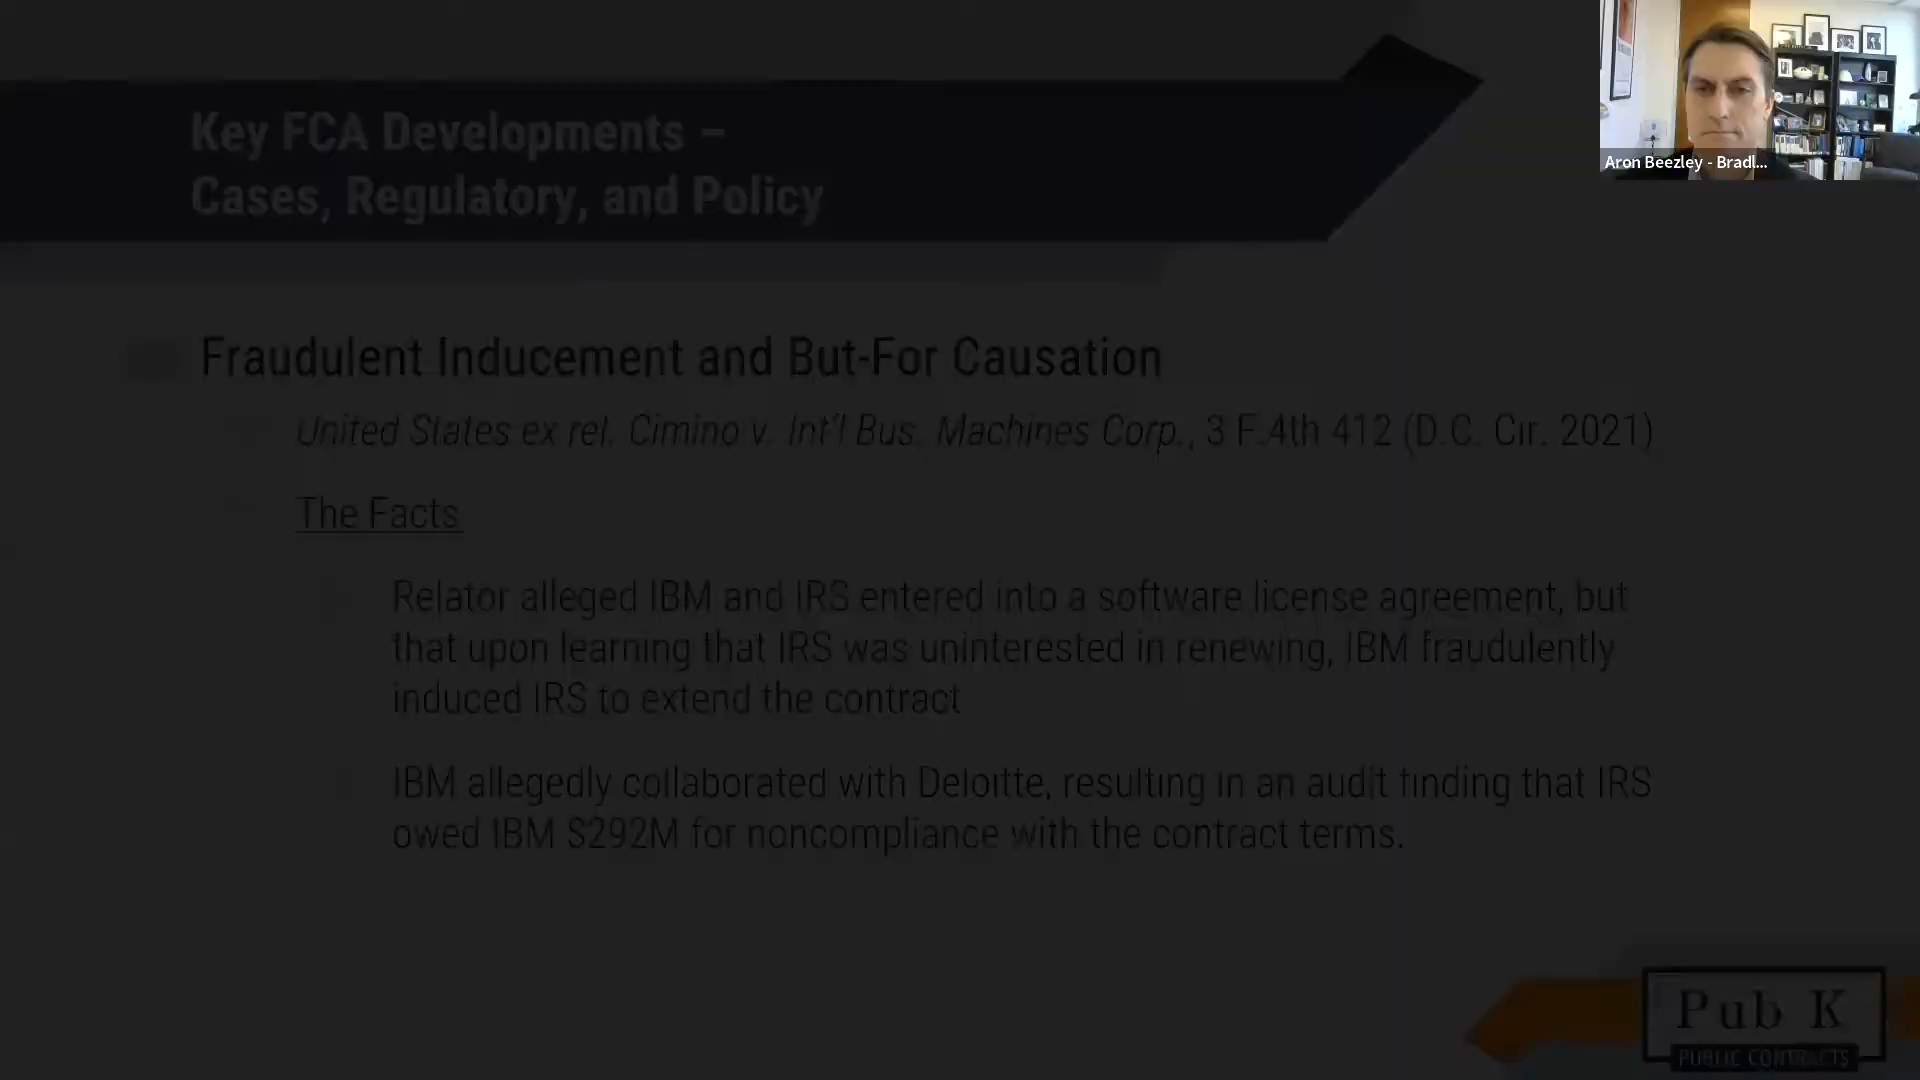 Key FCA Developments –
Cases, Regulatory, and Policy
Aron Beezley - Bradl...
Fraudulent Inducement and But-For Causation
United States ex rel. Cimino v. Int'l Bus. Machines Corp., 3 F.4th 412 (D.C. Cir. 2021)
The Facts
Relator alleged IBM and IRS entered into a software license agreement, but
that upon learning that IRS was uninterested in renewing, IBM fraudulently
induced IRS to extend the contract
IBM allegedly collaborated with Deloitte, resulting in an audit finding that IRS
owed IBM $292M for noncompliance with the contract terms.
Pub K
PUBLIC CONTRACTS